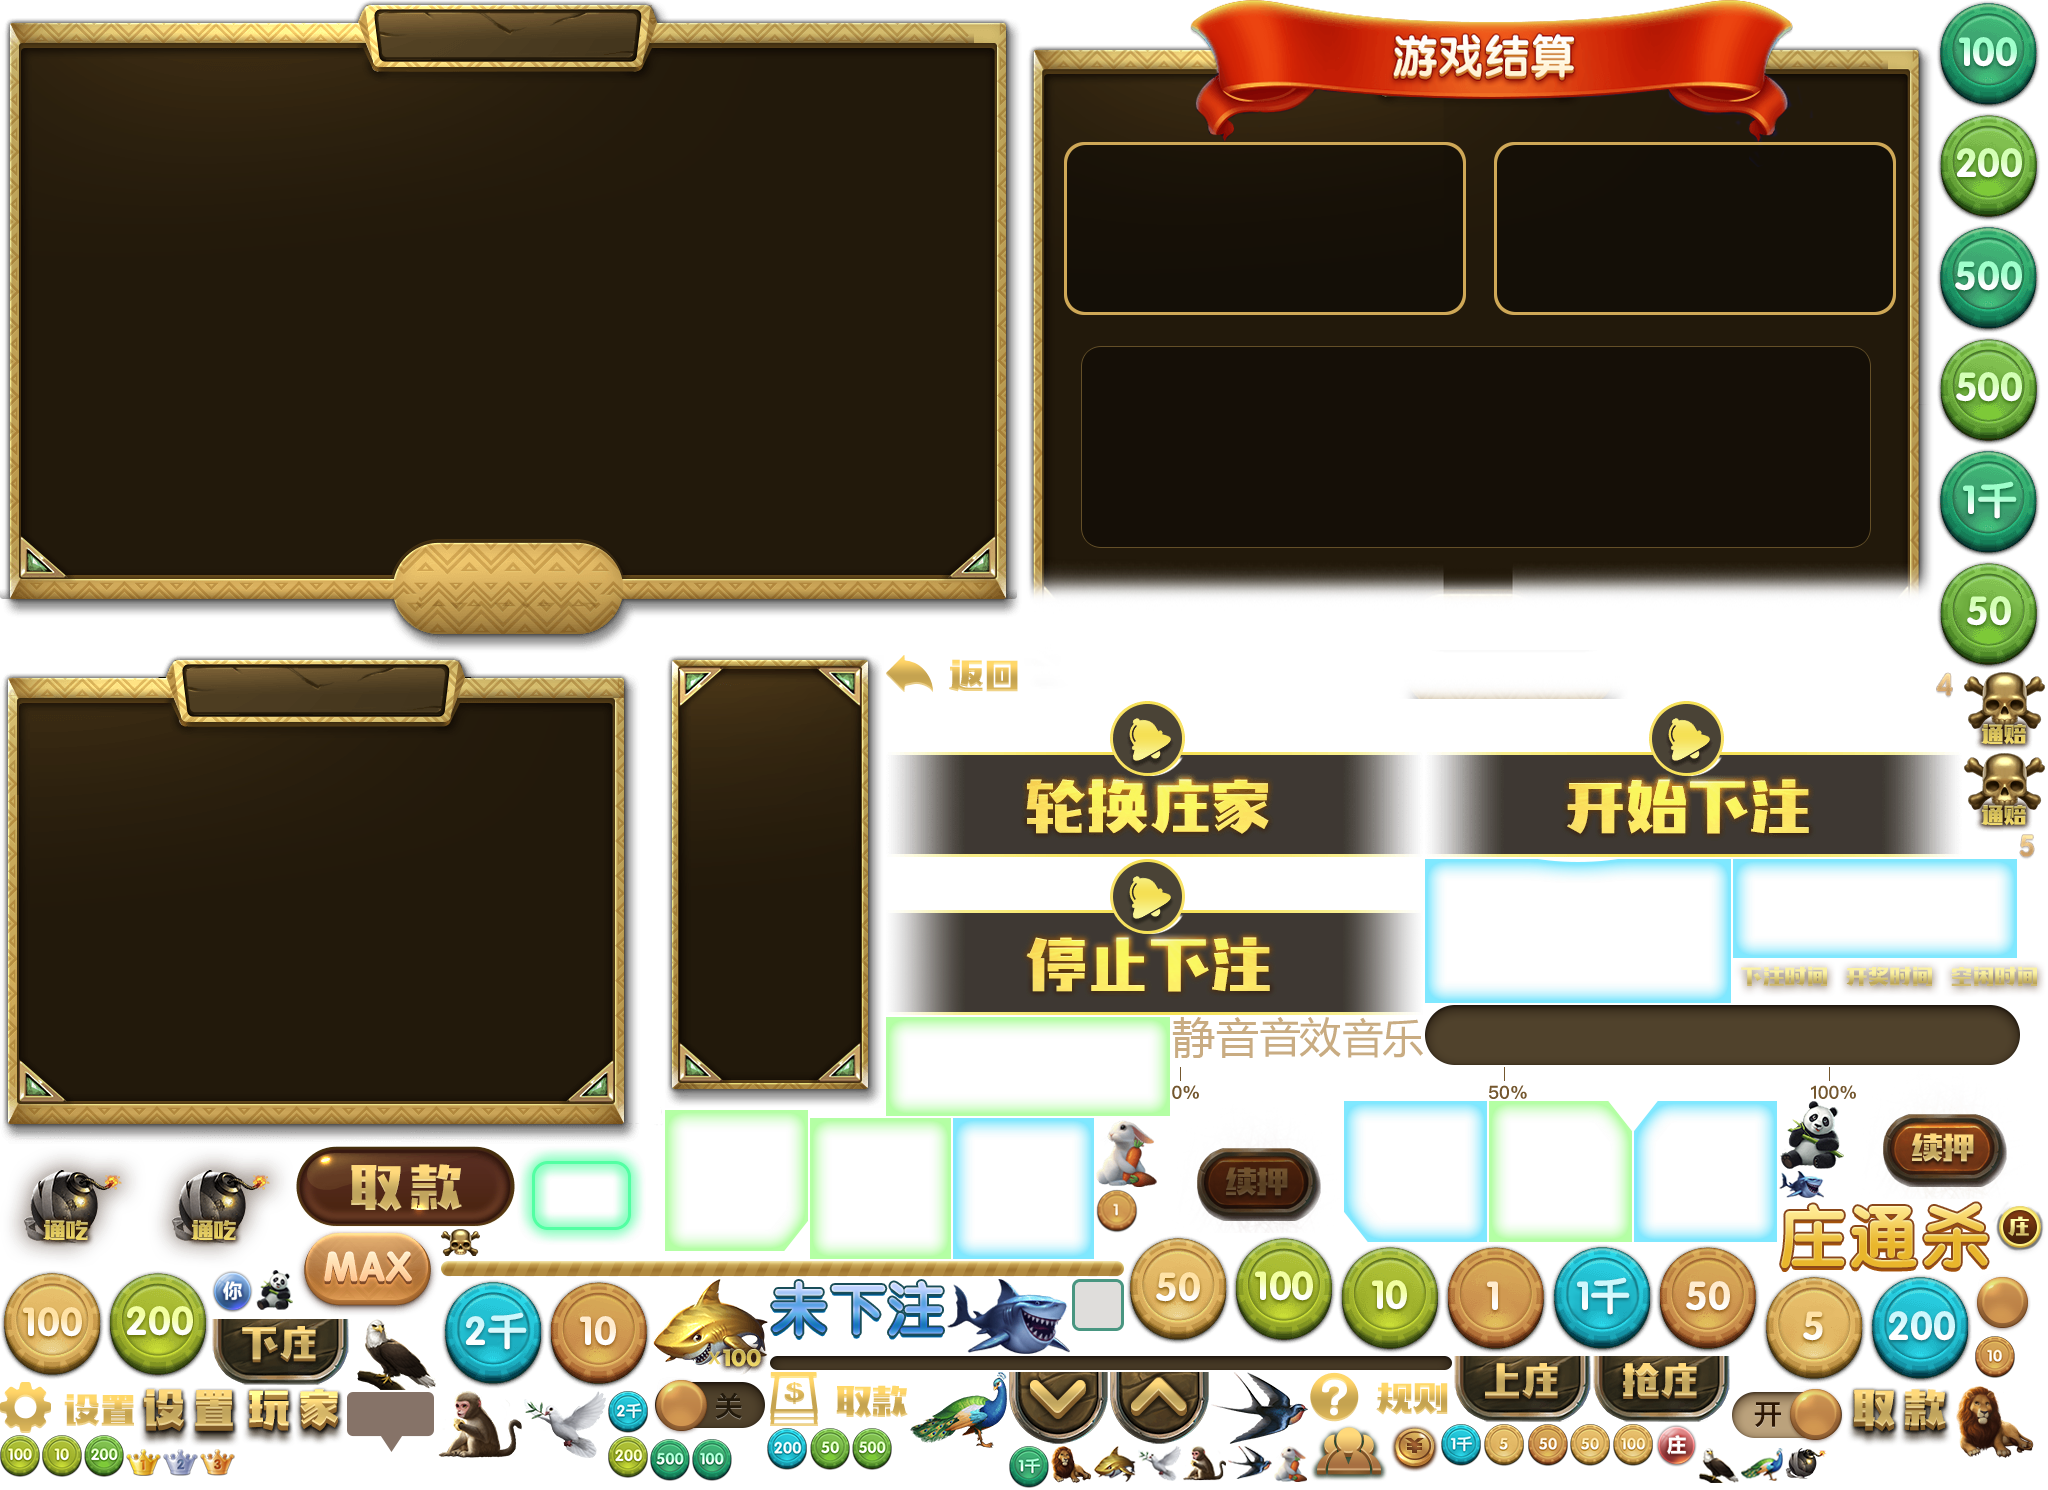 游戏结算
100
200
500
500
1千
50
返回
4
通赔
通赔
5
轮换庄家
开始下注
停止下注
下注时间 开奖时间 空闲时间
静音音效音乐
0% 50% 100%
通吃 通吃
取款
续押
续押
1
庄通杀
庄
MAX
100
200
你
下庄
2千
10
×100
未下注
50
100
10
1
1千
50
5
200
10
设置
设置
玩家
2千
关
$
取款
?
规则
上庄
抢庄
开
取款
100 10 200 1 2 3
200 500 100
200 50 500
1千
¥
1千 5 50 50 100 庄